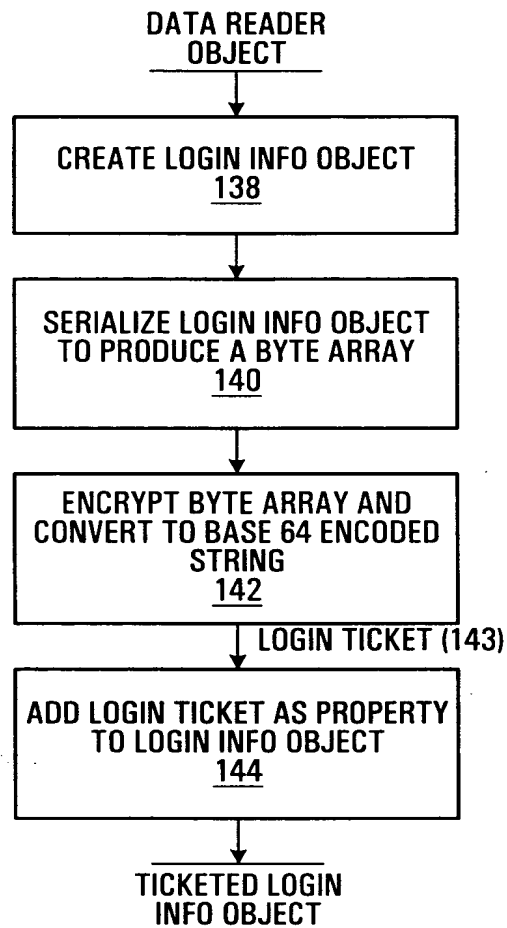 DATA READER
OBJECT
CREATE LOGIN INFO OBJECT
138
SERIALIZE LOGIN INFO OBJECT
TO PRODUCE A BYTE ARRAY
140
ENCRYPT BYTE ARRAY AND
CONVERT TO BASE 64 ENCODED
STRING
142
LOGIN TICKET (143)
ADD LOGIN TICKET AS PROPERTY
TO LOGIN INFO OBJECT
144
TICKETED LOGIN
INFO OBJECT